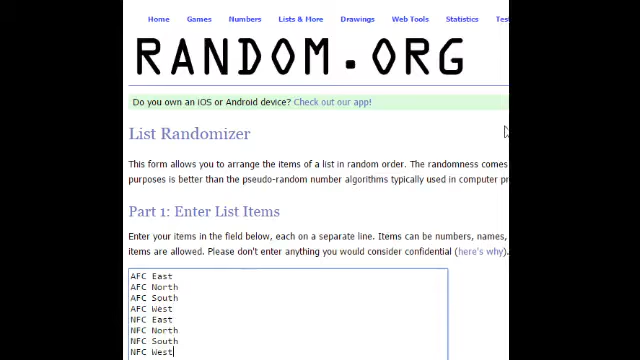 Home Games Numbers Lists & More Drawings Web Tools Statistics
RANDOM.ORG
Do you own an iOS or Android device? Check out our app!
List Randomizer
This form allows you to arrange the items of a list in random order. The randomness comes
purposes is better than the pseudo-random number algorithms typically used in computer
Part 1: Enter List Items
Enter your items in the field below, each on a separate line. Items can be numbers, names,
items are allowed. Please don't enter anything you would consider confidential (here's why).
AFC East
AFC North
AFC South
AFC West
NFC East
NFC North
NFC South
NFC West